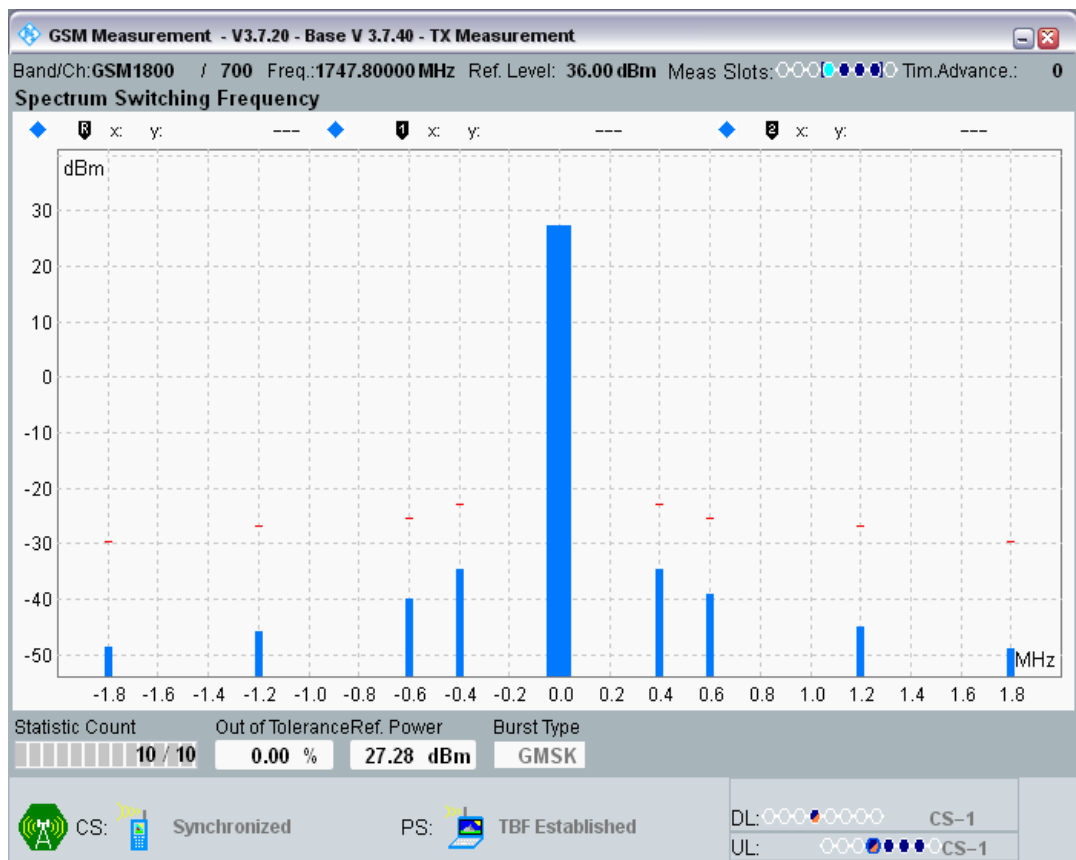 GSM Measurement - V3.7.20 - Base V 3.7.40 - TX Measurement
Band/Ch:GSM1800 / 700 Freq.:1747.80000 MHz Ref. Level: 36.00 dBm Meas Slots: Tim.Advance.: 0
Spectrum Switching Frequency
R x: y: --- 1 x: y: --- 2 x: y: ---
dBm
30
20
10
0
-10
-20
-30
-40
-50
MHz
-1.8 -1.6 -1.4 -1.2 -1.0 -0.8 -0.6 -0.4 -0.2 0.0 0.2 0.4 0.6 0.8 1.0 1.2 1.4 1.6 1.8
Statistic Count Out of Tolerance Ref. Power Burst Type
10 / 10 0.00 % 27.28 dBm GMSK
CS: Synchronized PS: TBF Established
DL: CS-1
UL: CS-1